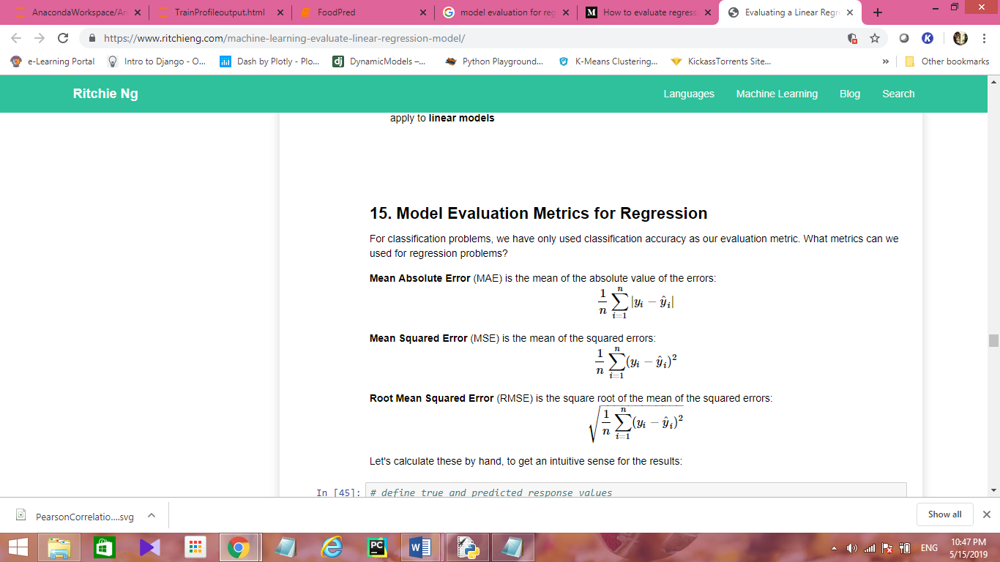 AnacondaWorkspace/An
TrainProfileoutput.html
FoodPred
model evaluation for reg
How to evaluate regress
Evaluating a Linear Regr
https://www.ritchieng.com/machine-learning-evaluate-linear-regression-model/
e-Learning Portal
Intro to Django - O...
Dash by Plotly - Plo...
DynamicModels –...
Python Playground...
K-Means Clustering...
KickassTorrents Site...
» Other bookmarks
Ritchie Ng
Languages Machine Learning Blog Search
apply to linear models
15. Model Evaluation Metrics for Regression
For classification problems, we have only used classification accuracy as our evaluation metric. What metrics can we
used for regression problems?
Mean Absolute Error (MAE) is the mean of the absolute value of the errors:
\frac{1}{n} \sum_{i=1}^{n} |y_i - \hat{y}_i|
Mean Squared Error (MSE) is the mean of the squared errors:
\frac{1}{n} \sum_{i=1}^{n} (y_i - \hat{y}_i)^2
Root Mean Squared Error (RMSE) is the square root of the mean of the squared errors:
\sqrt{\frac{1}{n} \sum_{i=1}^{n} (y_i - \hat{y}_i)^2}
Let's calculate these by hand, to get an intuitive sense for the results:
In [45]: # define true and predicted response values
PearsonCorrelatio....svg
Show all
ENG
10:47 PM
5/15/2019